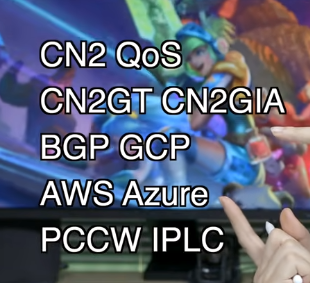 CN2 QoS
CN2GT CN2GIA
BGP GCP
AWS Azure
PCCW IPLC